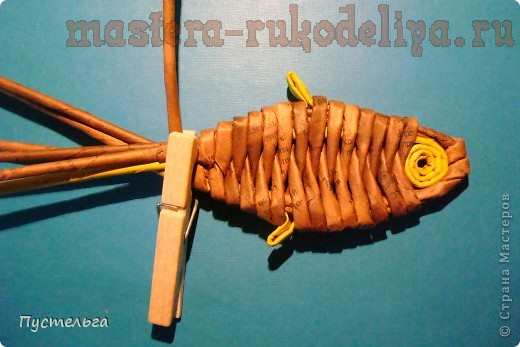 mastera-rukodeliya.ru
Пустельга
© Страна Мастеров